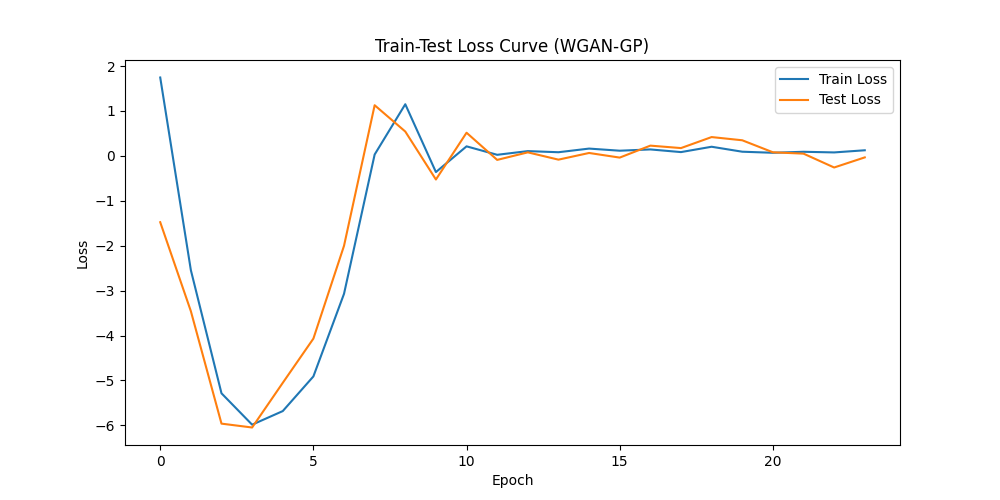 Train-Test Loss Curve (WGAN-GP)
Train Loss
Test Loss
2
1
0
−1
−2
−3
−4
−5
−6
Loss
0 5 10 15 20
Epoch